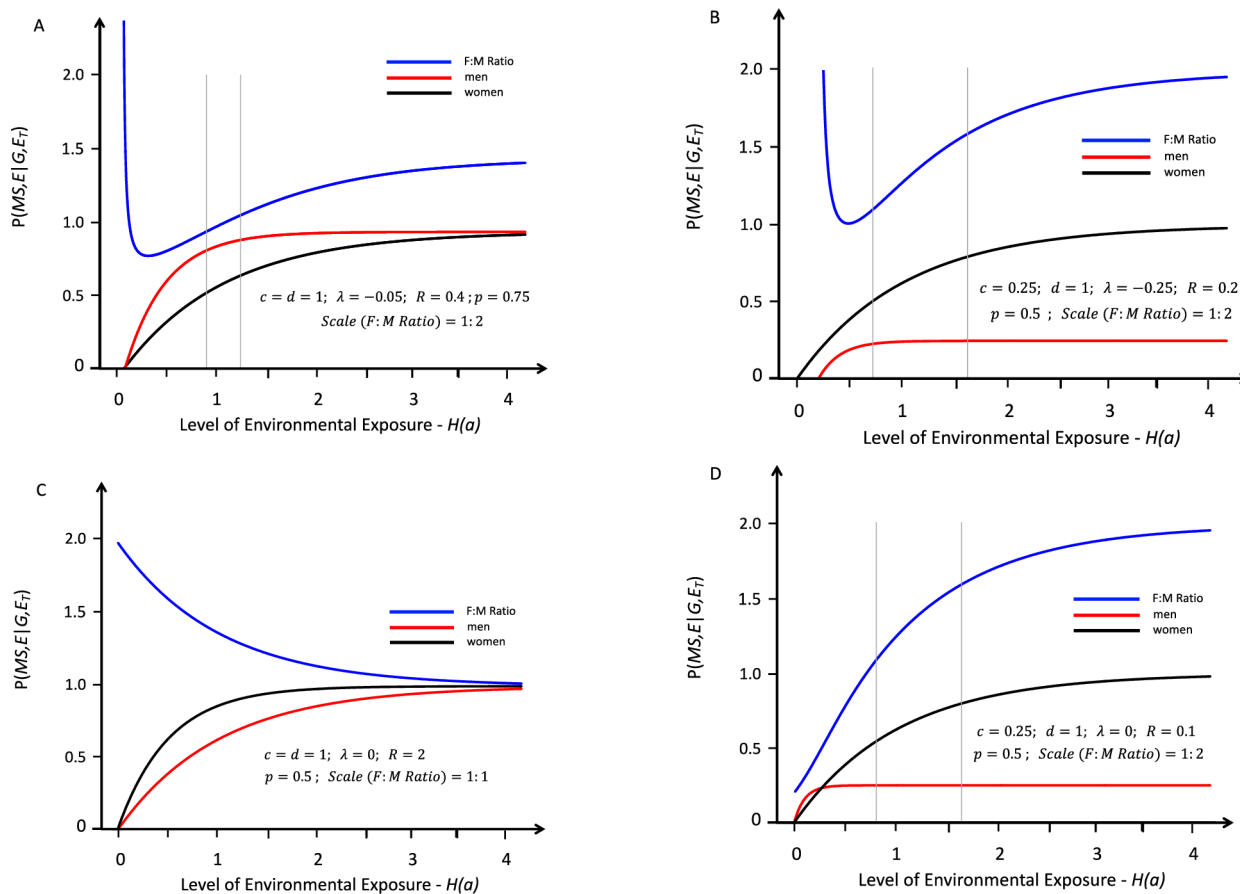 A
P(MS,E|G,E_T)
2.0
1.5
1.0
0.5
0
F:M Ratio
men
women
c = d = 1; λ = −0.05; R = 0.4 ; p = 0.75
Scale (F: M Ratio) = 1: 2
0 1 2 3 4
Level of Environmental Exposure - H(a)
B
P(MS,E|G,E_T)
2.0
1.5
1.0
0.5
0
F:M Ratio
men
women
c = 0.25; d = 1; λ = −0.25; R = 0.2
p = 0.5 ; Scale (F: M Ratio) = 1: 2
0 1 2 3 4
Level of Environmental Exposure - H(a)
C
P(MS,E|G,E_T)
2.0
1.5
1.0
0.5
0
F:M Ratio
men
women
c = d = 1; λ = 0; R = 2
p = 0.5 ; Scale (F: M Ratio) = 1: 1
0 1 2 3 4
Level of Environmental Exposure - H(a)
D
P(MS,E|G,E_T)
2.0
1.5
1.0
0.5
0
F:M Ratio
men
women
c = 0.25; d = 1; λ = 0; R = 0.1
p = 0.5 ; Scale (F: M Ratio) = 1: 2
0 1 2 3 4
Level of Environmental Exposure - H(a)